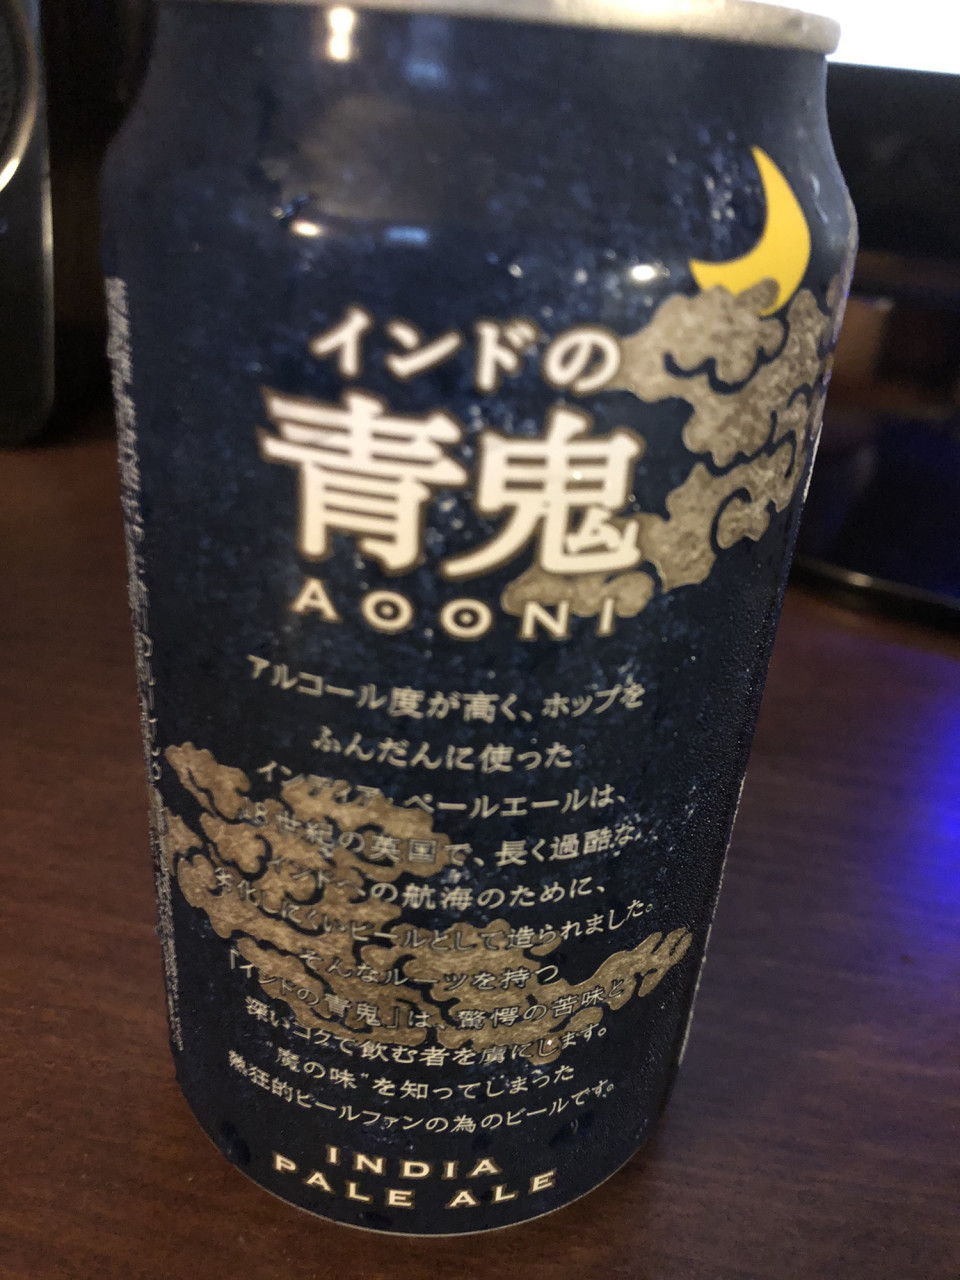 インドの
青鬼
AOONI
アルコール度が高く、ホップを
ふんだんに使った
インディア・ペールエールは、
18世紀の英国で、長く過酷な
インドへの航海のために、
劣化しにくいビールとして造られました。
そんなルーツを持つ
「インドの青鬼」は、驚愕の苦味と
深いコクで飲む者を虜にします。
"魔の味"を知ってしまった
熱狂的ビールファンの為のビールです。
INDIA
PALE ALE